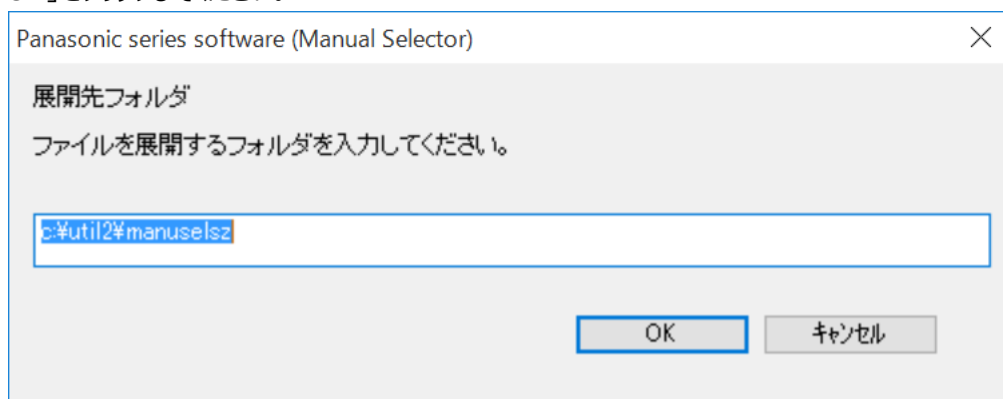 Panasonic series software (Manual Selector)
展開先フォルダ
ファイルを展開するフォルダを入力してください。
c:¥util2¥manuselsz
OK
キャンセル